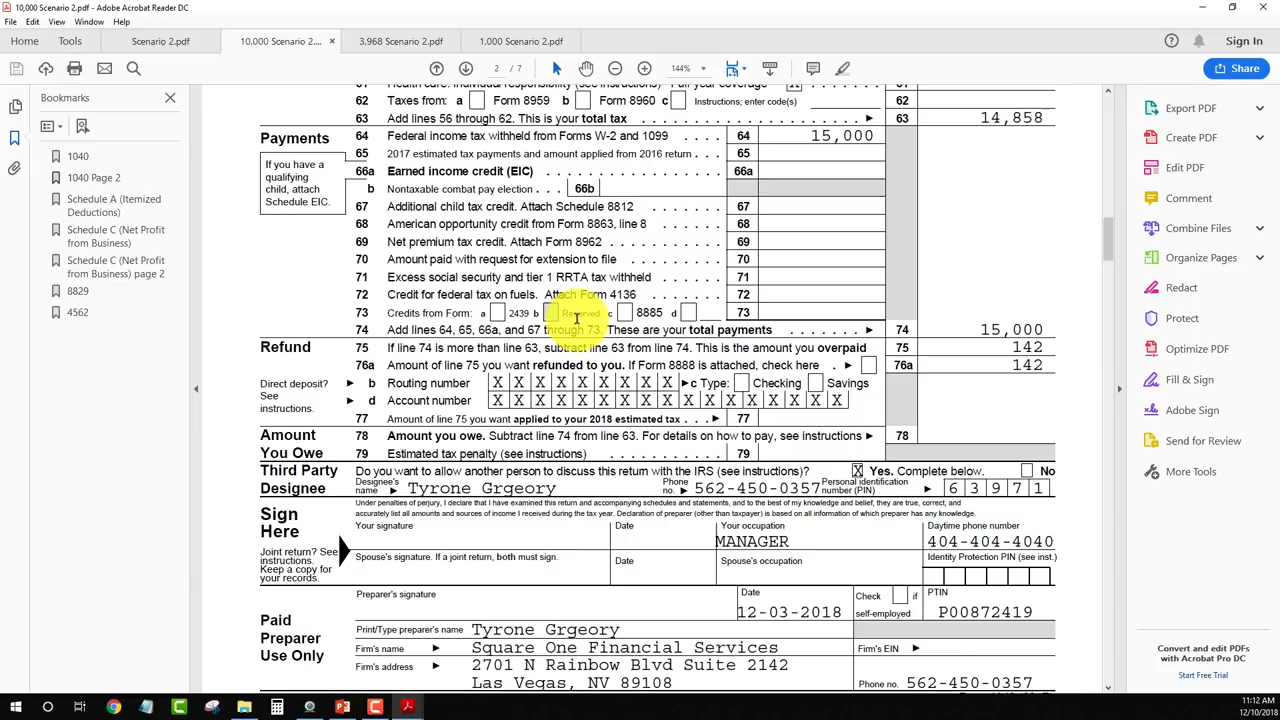 10,000 Scenario 2.pdf - Adobe Acrobat Reader DC
File Edit View Window Help
Home Tools Scenario 2.pdf 10,000 Scenario 2.... × 3,968 Scenario 2.pdf 1,000 Scenario 2.pdf Sign In
2 / 7 144% Share
Bookmarks
1040
1040 Page 2
Schedule A (Itemized
Deductions)
Schedule C (Net Profit
from Business)
Schedule C (Net Profit
from Business) page 2
8829
4562
61 Health care: individual responsibility (see instructions) Full-year coverage X 61
62 Taxes from: a Form 8959 b Form 8960 c Instructions; enter code(s) 62
63 Add lines 56 through 62. This is your total tax 63 14,858
Payments 64 Federal income tax withheld from Forms W-2 and 1099 64 15,000
65 2017 estimated tax payments and amount applied from 2016 return 65
If you have a
qualifying
child, attach
Schedule EIC.
66a Earned income credit (EIC) 66a
b Nontaxable combat pay election 66b
67 Additional child tax credit. Attach Schedule 8812 67
68 American opportunity credit from Form 8863, line 8 68
69 Net premium tax credit. Attach Form 8962 69
70 Amount paid with request for extension to file 70
71 Excess social security and tier 1 RRTA tax withheld 71
72 Credit for federal tax on fuels. Attach Form 4136 72
73 Credits from Form: a 2439 b Reserved c 8885 d 73
74 Add lines 64, 65, 66a, and 67 through 73. These are your total payments 74 15,000
Refund 75 If line 74 is more than line 63, subtract line 63 from line 74. This is the amount you overpaid 75 142
76a Amount of line 75 you want refunded to you. If Form 8888 is attached, check here 76a 142
Direct deposit?
See
instructions.
b Routing number X X X X X X X X X c Type: Checking Savings
d Account number X X X X X X X X X X X X X X X X X
77 Amount of line 75 you want applied to your 2018 estimated tax 77
Amount
You Owe
78 Amount you owe. Subtract line 74 from line 63. For details on how to pay, see instructions 78
79 Estimated tax penalty (see instructions) 79
Third Party
Designee
Do you want to allow another person to discuss this return with the IRS (see instructions)? X Yes. Complete below. No
Designee's
name Tyrone Grgeory Phone
no. 562-450-0357 Personal identification
number (PIN) 6 3 9 7 1
Sign
Here
Joint return? See
instructions.
Keep a copy for
your records.
Under penalties of perjury, I declare that I have examined this return and accompanying schedules and statements, and to the best of my knowledge and belief, they are true, correct, and
accurately list all amounts and sources of income I received during the tax year. Declaration of preparer (other than taxpayer) is based on all information of which preparer has any knowledge.
Your signature Date Your occupation Daytime phone number
MANAGER 404-404-4040
Spouse's signature. If a joint return, both must sign. Date Spouse's occupation Identity Protection PIN (see inst.)
Paid
Preparer
Use Only
Preparer's signature Date Check if
self-employed PTIN
12-03-2018 P00872419
Print/Type preparer's name Tyrone Grgeory
Firm's name Square One Financial Services Firm's EIN
Firm's address 2701 N Rainbow Blvd Suite 2142
Las Vegas, NV 89108 Phone no. 562-450-0357
Export PDF
Create PDF
Edit PDF
Comment
Combine Files
Organize Pages
Redact
Protect
Optimize PDF
Fill & Sign
Adobe Sign
Send for Review
More Tools
Convert and edit PDFs
with Acrobat Pro DC
Start Free Trial
11:12 AM
12/10/2018